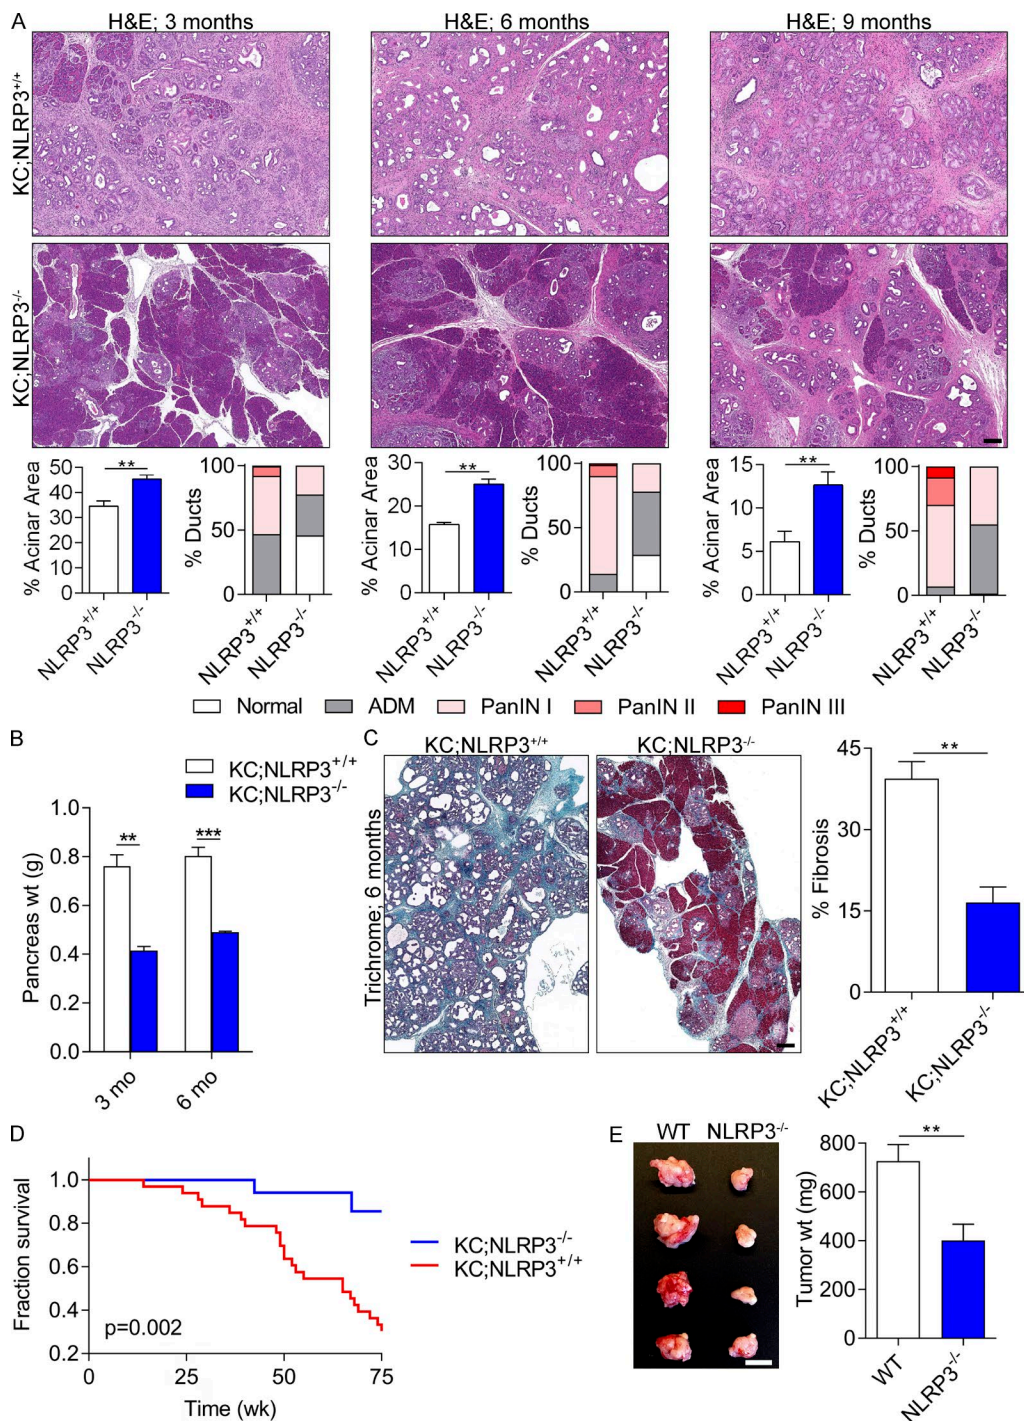 A
H&E; 3 months
H&E; 6 months
H&E; 9 months
KC;NLRP3+/+
KC;NLRP3-/-
% Acinar Area
50
40
30
20
10
0
**
NLRP3+/+
NLRP3-/-
% Ducts
100
50
0
NLRP3+/+
NLRP3-/-
% Acinar Area
30
20
10
0
**
NLRP3+/+
NLRP3-/-
% Ducts
100
50
0
NLRP3+/+
NLRP3-/-
% Acinar Area
15
10
5
0
**
NLRP3+/+
NLRP3-/-
% Ducts
100
50
0
NLRP3+/+
NLRP3-/-
Normal
ADM
PanIN I
PanIN II
PanIN III
B
KC;NLRP3+/+
KC;NLRP3-/-
Pancreas wt (g)
1.0
0.8
0.6
0.4
0.2
0.0
**
***
3 mo
6 mo
C
KC;NLRP3+/+
KC;NLRP3-/-
Trichrome; 6 months
% Fibrosis
45
30
15
0
**
KC;NLRP3+/+
KC;NLRP3-/-
D
Fraction survival
1.0
0.8
0.6
0.4
0.2
p=0.002
KC;NLRP3-/-
KC;NLRP3+/+
0
25
50
75
Time (wk)
E
WT
NLRP3-/-
Tumor wt (mg)
800
600
400
200
0
**
WT
NLRP3-/-